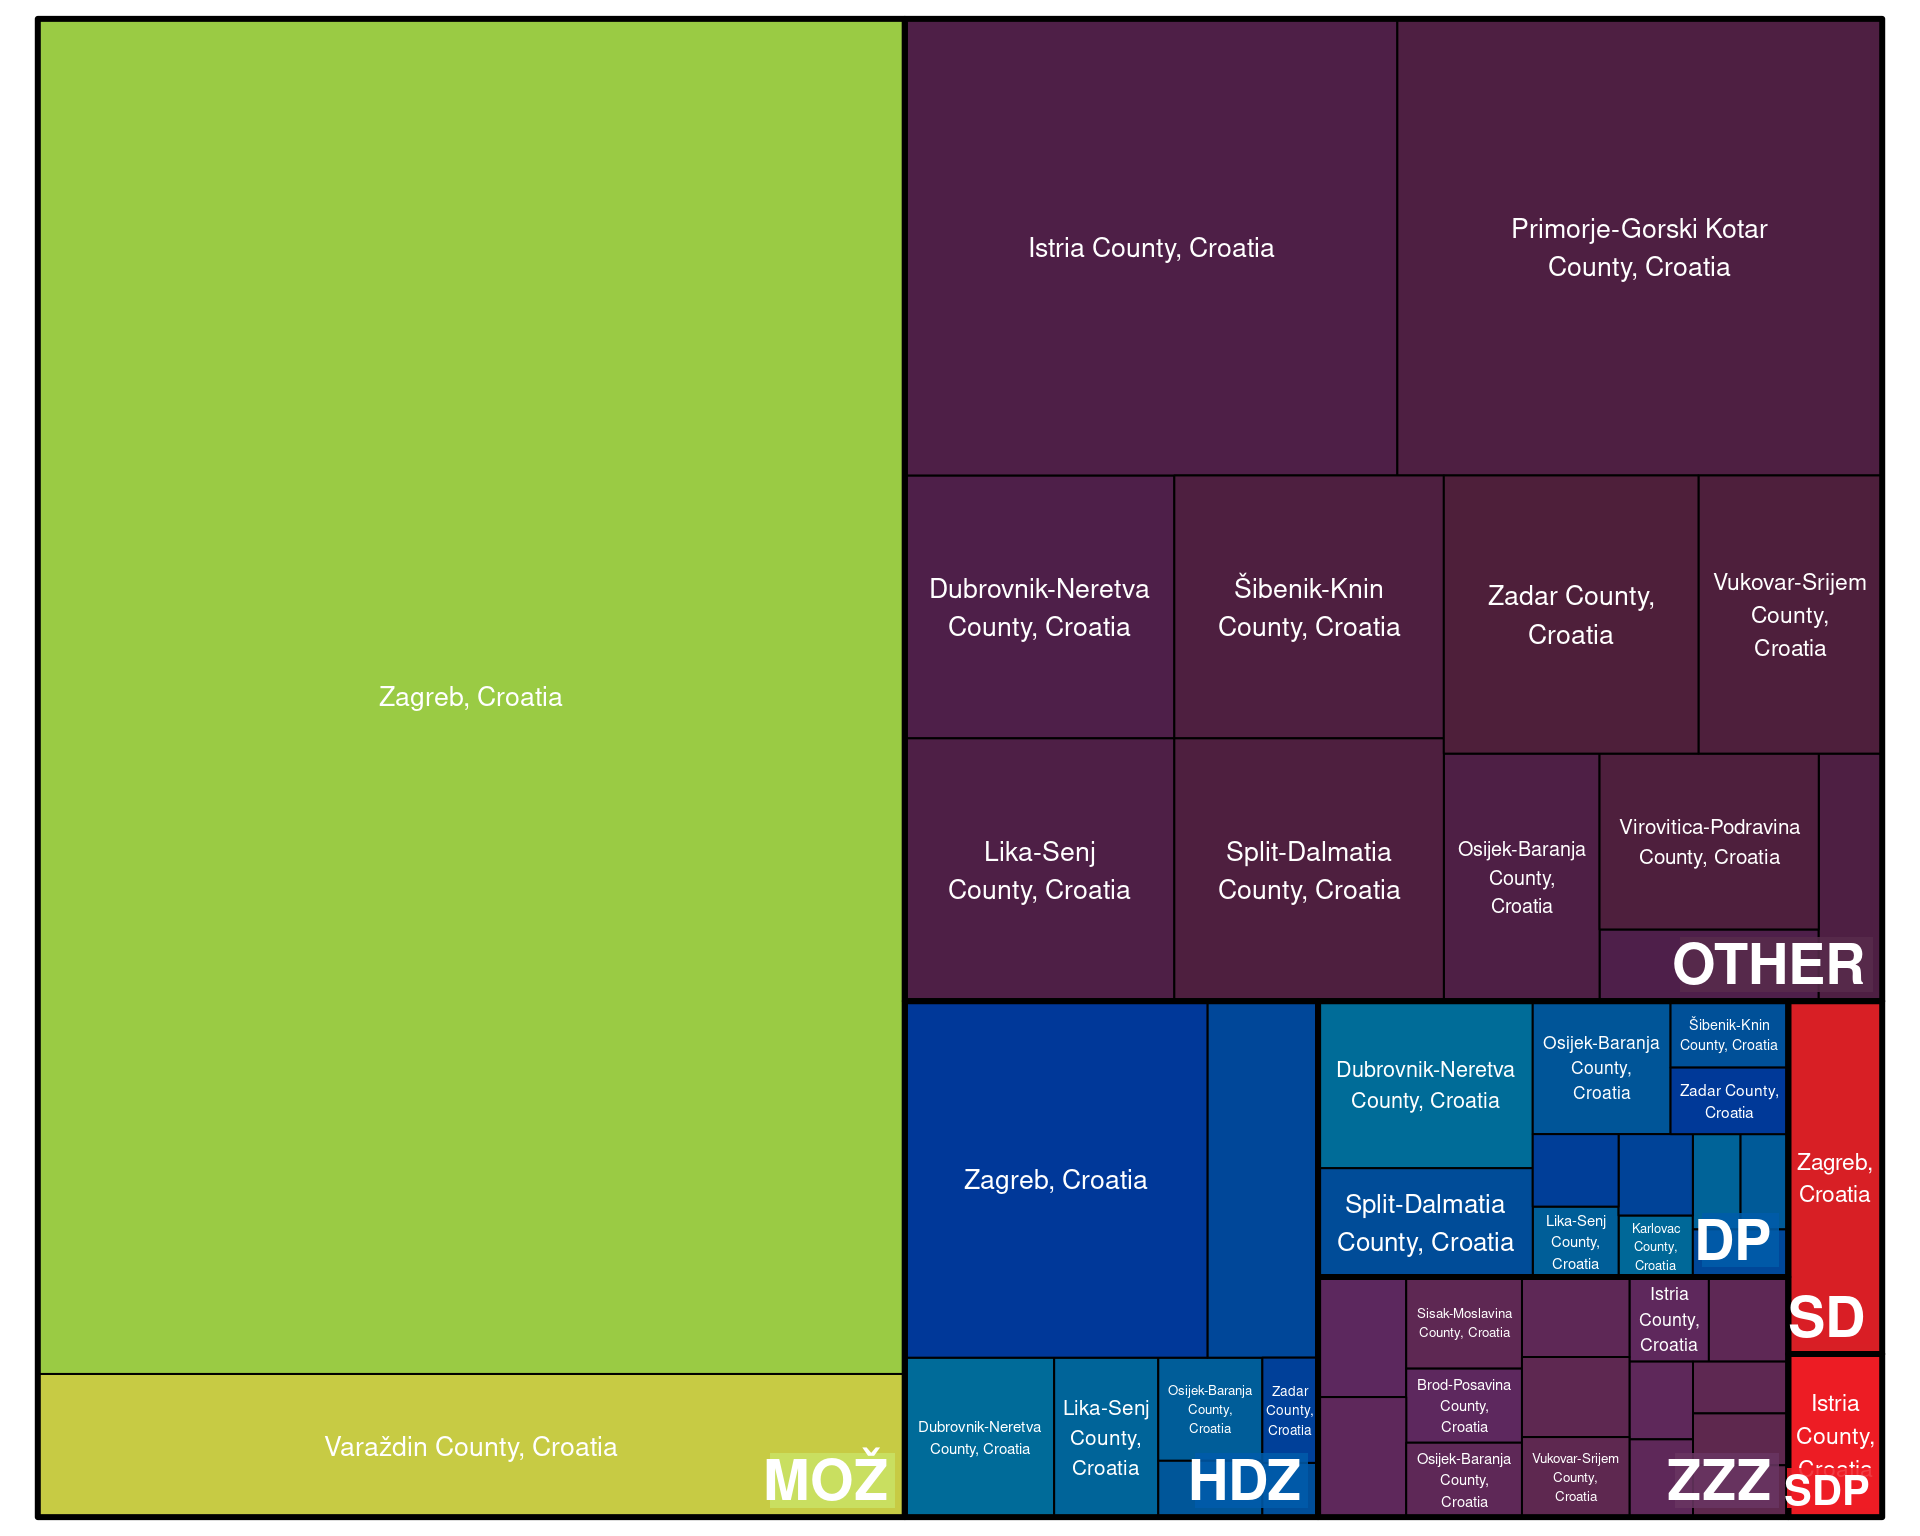 Zagreb, Croatia
Varaždin County, Croatia
MOŽ
Istria County, Croatia
Primorje-Gorski Kotar
County, Croatia
Dubrovnik-Neretva
County, Croatia
Šibenik-Knin
County, Croatia
Zadar County,
Croatia
Vukovar-Srijem
County,
Croatia
Lika-Senj
County, Croatia
Split-Dalmatia
County, Croatia
Osijek-Baranja
County,
Croatia
Virovitica-Podravina
County, Croatia
OTHER
Zagreb, Croatia
Dubrovnik-Neretva
County, Croatia
Lika-Senj
County,
Croatia
Osijek-Baranja
County,
Croatia
Zadar
County,
Croatia
HDZ
Dubrovnik-Neretva
County, Croatia
Split-Dalmatia
County, Croatia
Osijek-Baranja
County,
Croatia
Šibenik-Knin
County, Croatia
Zadar County,
Croatia
Lika-Senj
County,
Croatia
Karlovac
County,
Croatia
DP
Sisak-Moslavina
County, Croatia
Brod-Posavina
County,
Croatia
Osijek-Baranja
County,
Croatia
Vukovar-Srijem
County,
Croatia
Istria
County,
Croatia
ZZZ
Zagreb,
Croatia
SD
Istria
County,
Croatia
SDP